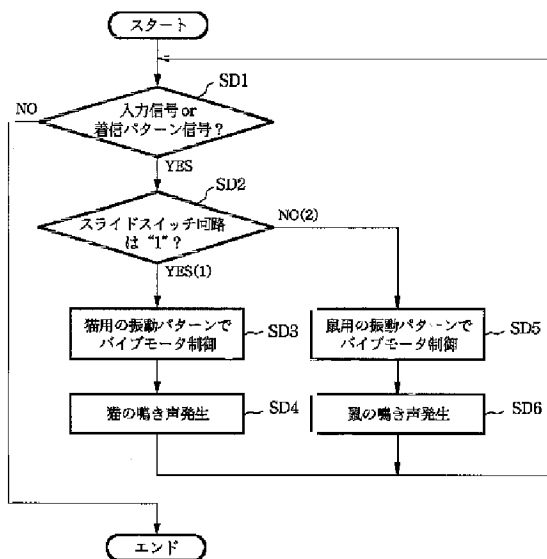 スタート
SD1
NO
入力信号 or
着信パターン信号？
YES
SD2
スライドスイッチ回路
は “1”？
NO(2)
YES(1)
猫用の振動パターンで
バイブモータ制御
SD3
鼠用の振動パターンで
バイブモータ制御
SD5
猫の鳴き声発生
SD4
鼠の鳴き声発生
SD6
エンド